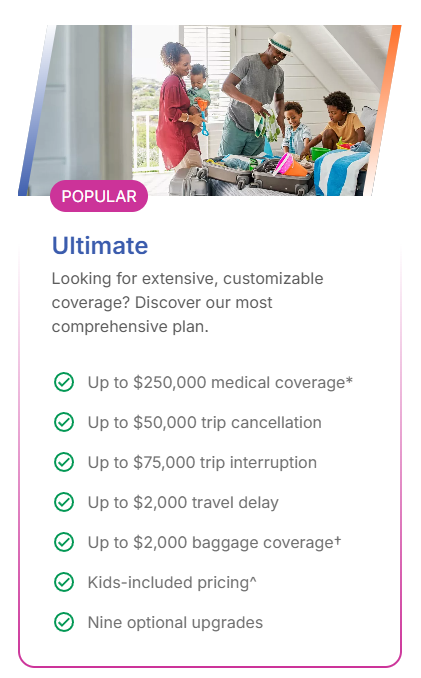 POPULAR
Ultimate
Looking for extensive, customizable
coverage? Discover our most
comprehensive plan.
Up to $250,000 medical coverage*
Up to $50,000 trip cancellation
Up to $75,000 trip interruption
Up to $2,000 travel delay
Up to $2,000 baggage coverage†
Kids-included pricing^
Nine optional upgrades